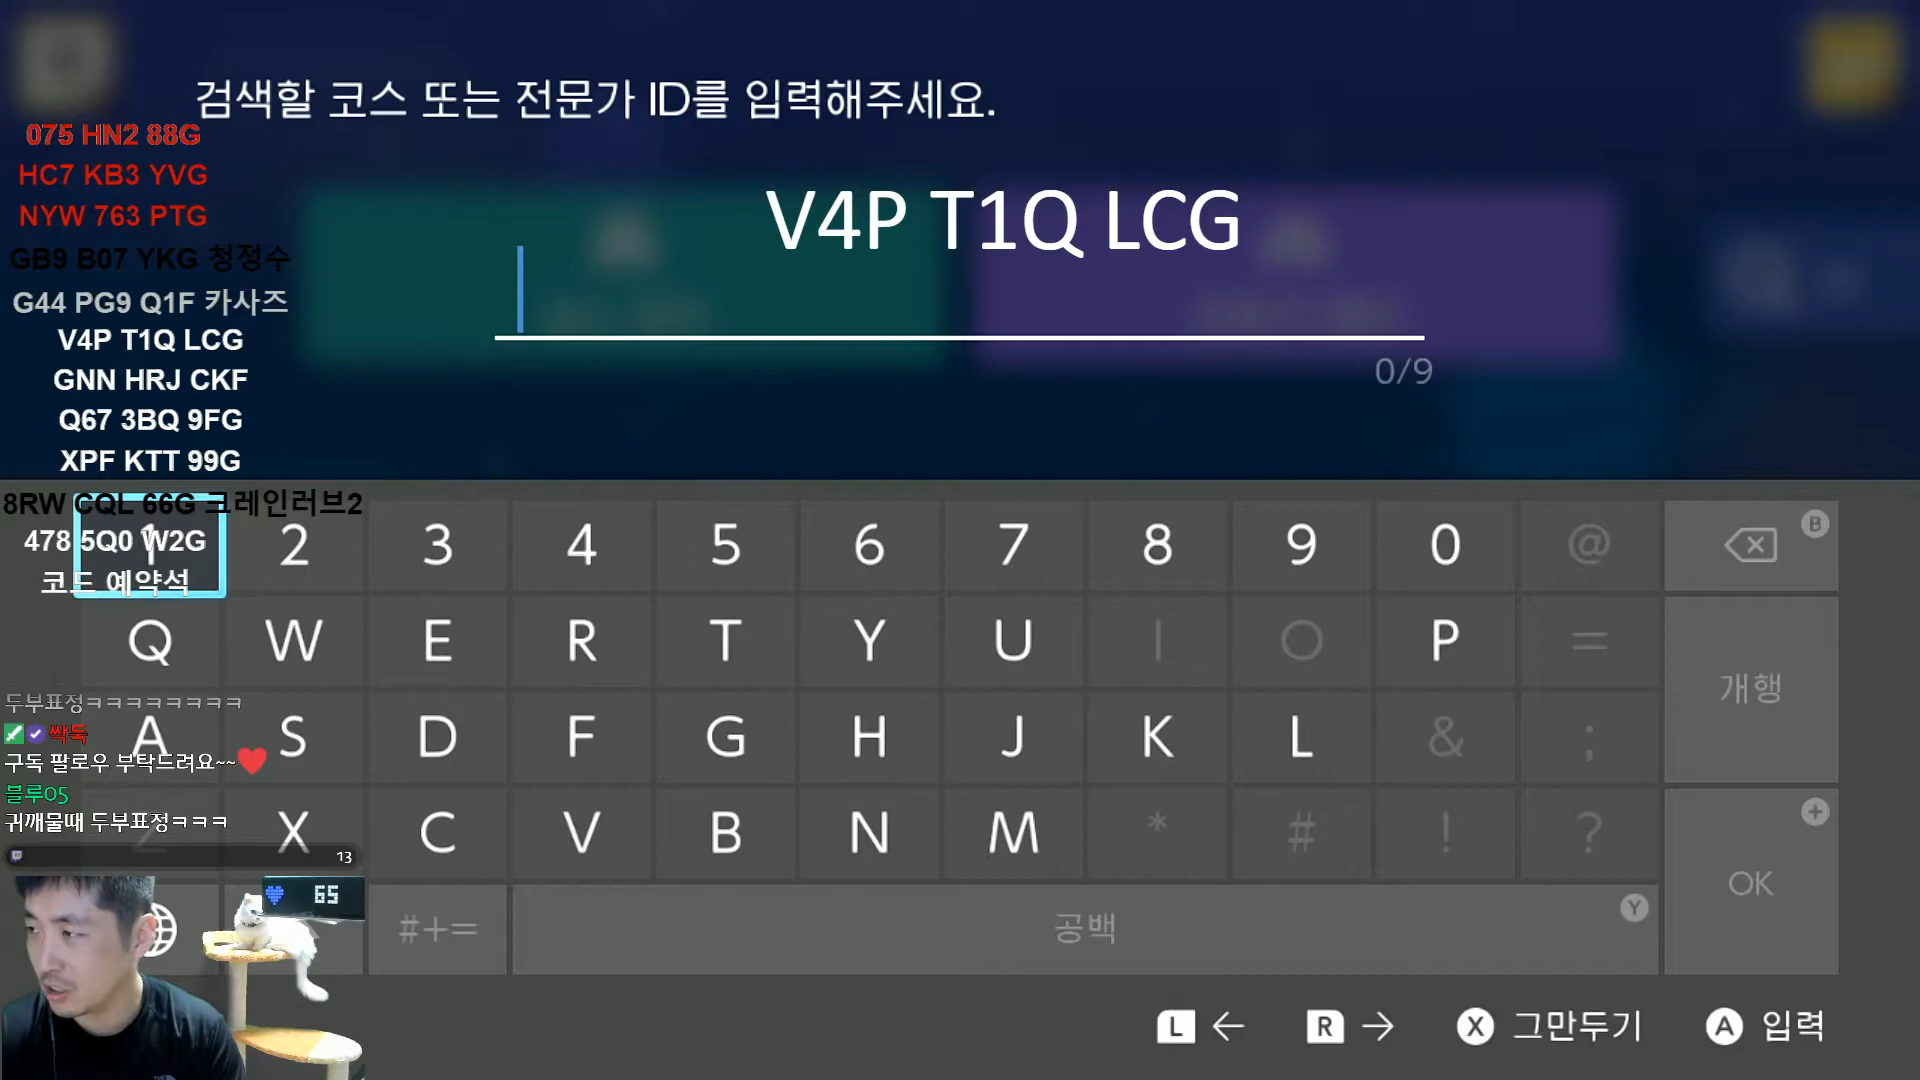 검색할 코스 또는 전문가 ID를 입력해주세요.
075 HN2 88G
HC7 KB3 YVG
NYW 763 PTG
GB9 B07 YKG 청정수
G44 PG9 Q1F 카사즈
V4P T1Q LCG
GNN HRJ CKF
Q67 3BQ 9FG
XPF KTT 99G
8RW CQL 66G 크레인러브2
478 5Q0 W2G
코드 예약석
V4P T1Q LCG
0/9
1 2 3 4 5 6 7 8 9 0 @ B
Q W E R T Y U I O P =
개행
A S D F G H J K L & ;
Z X C V B N M * # ! ? +
OK
#+= 공백 Y
두부표정ㅋㅋㅋㅋㅋㅋㅋㅋ
싹둑
구독 팔로우 부탁드려요~~
블루05
귀깨물때 두부표정ㅋㅋㅋ
13
65
L ← R → X 그만두기 A 입력